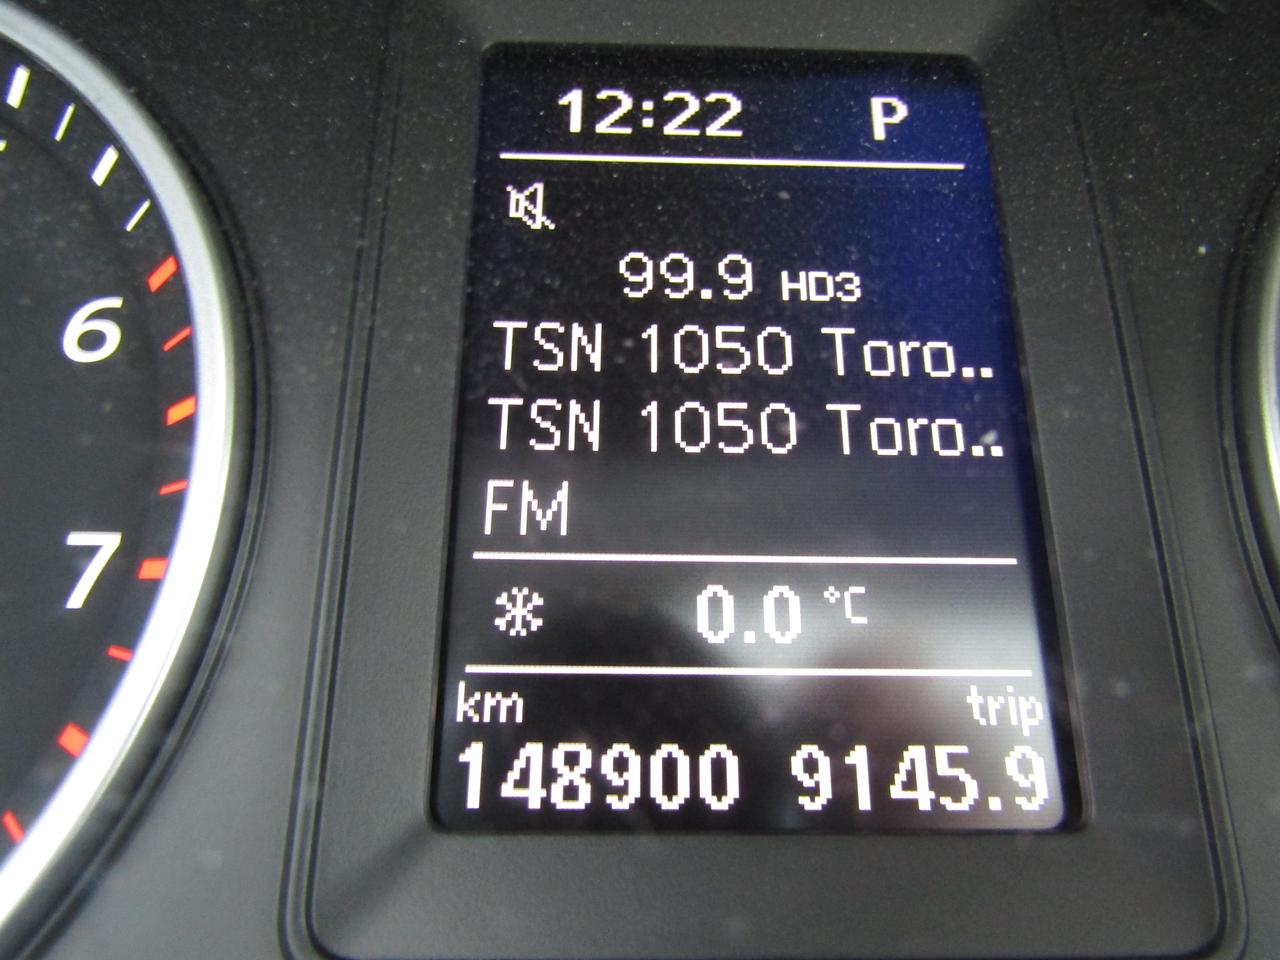 12:22 P
99.9 HD3
TSN 1050 Toro..
TSN 1050 Toro..
FM
0.0 °C
km trip
148900 9145.9
6
7